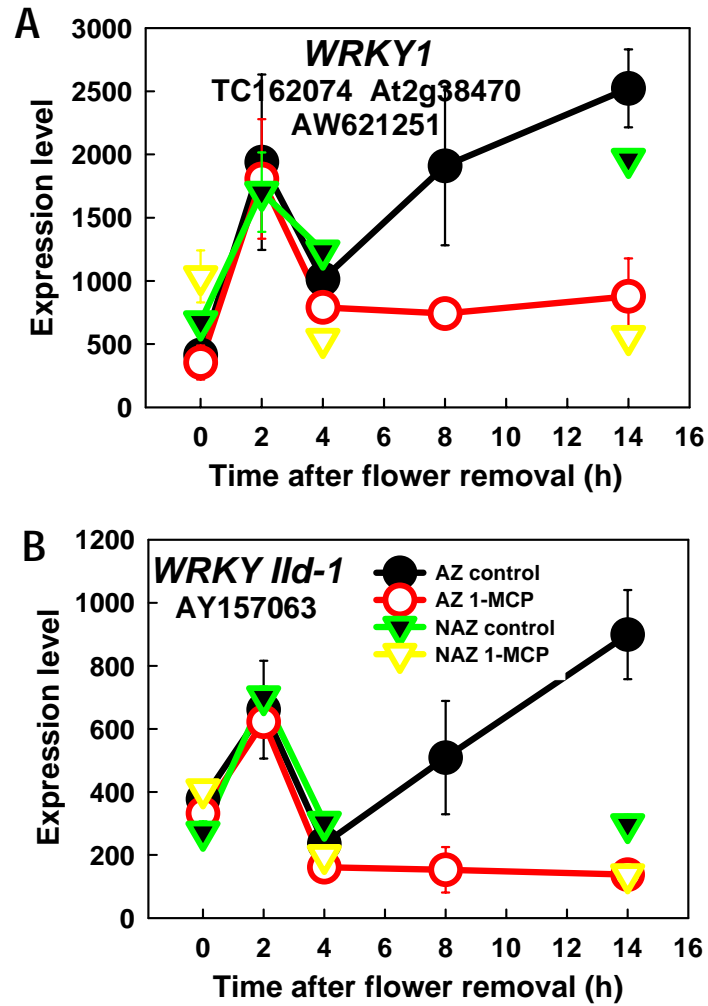 A
WRKY1
TC162074 At2g38470
AW621251
Expression level
3000
2500
2000
1500
1000
500
0
0 2 4 6 8 10 12 14 16
Time after flower removal (h)
B
WRKY IId-1
AY157063
AZ control
AZ 1-MCP
NAZ control
NAZ 1-MCP
Expression level
1200
1000
800
600
400
200
0
0 2 4 6 8 10 12 14 16
Time after flower removal (h)